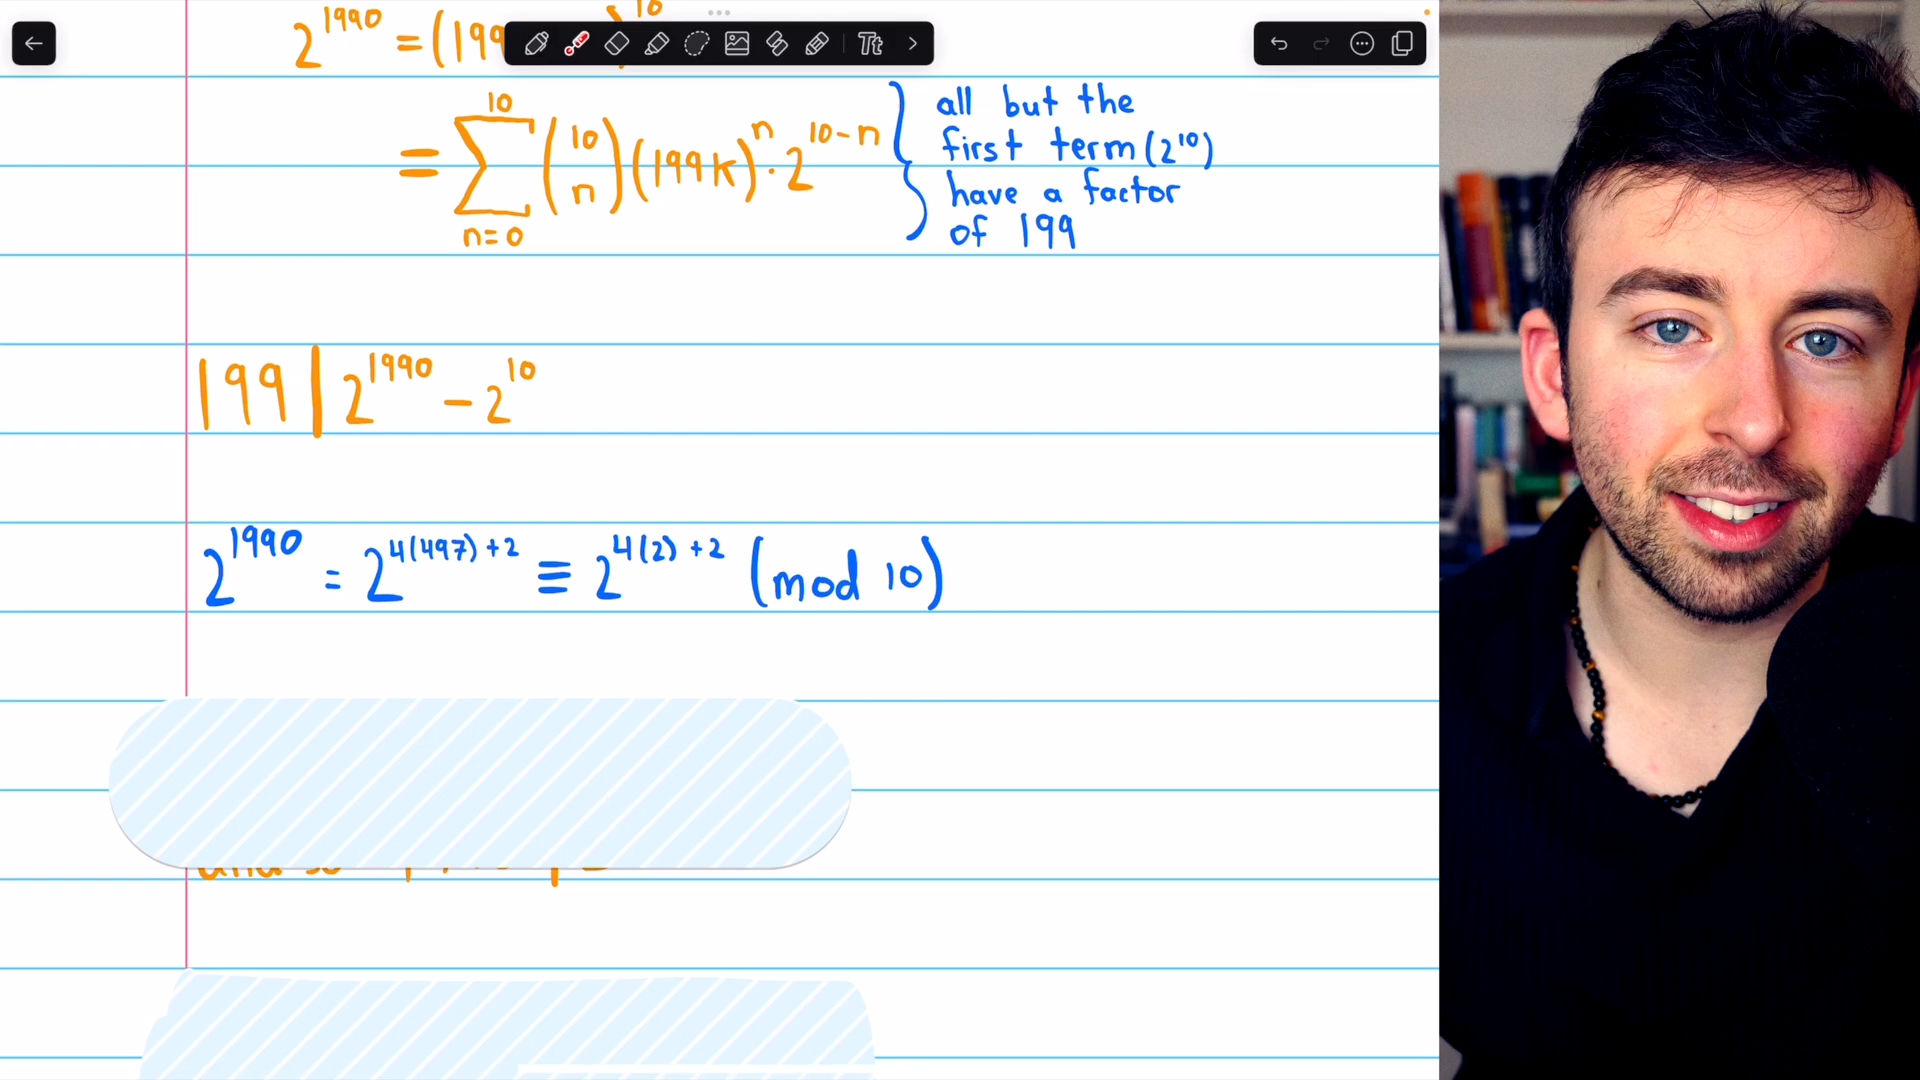 2^1990 = (199
10
= ∑ (10 n) (199k)^n · 2^10-n
n=0
all but the
first term (2^10)
have a factor
of 199
199 | 2^1990 - 2^10
2^1990 = 2^4(497)+2 ≡ 2^4(2)+2 (mod 10)
Tt